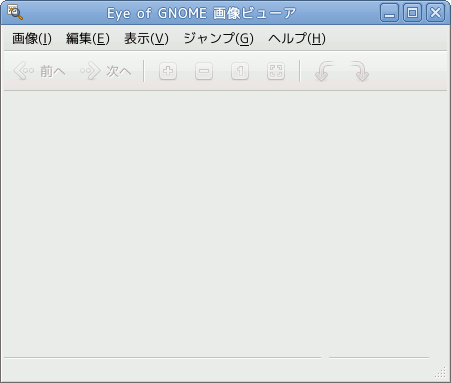 Eye of GNOME 画像ビューア
画像(I) 編集(E) 表示(V) ジャンプ(G) ヘルプ(H)
前へ 次へ 1